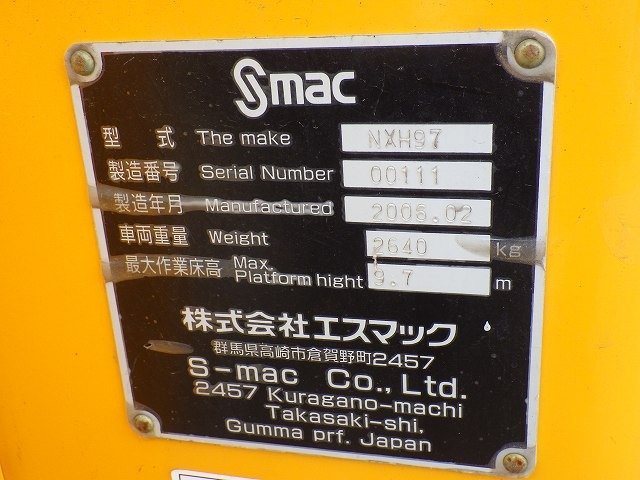 Smac
型 式 The make NXH97
製造番号 Serial Number 00111
製造年月 Manufactured 2006.02
車両重量 Weight 2640 kg
最大作業床高 Max. Platform hight 9.7 m
株式会社エスマック
群馬県高崎市倉賀野町2457
S-mac Co.,Ltd.
2457 Kuragano-machi
Takasaki-shi,
Gumma prf. Japan